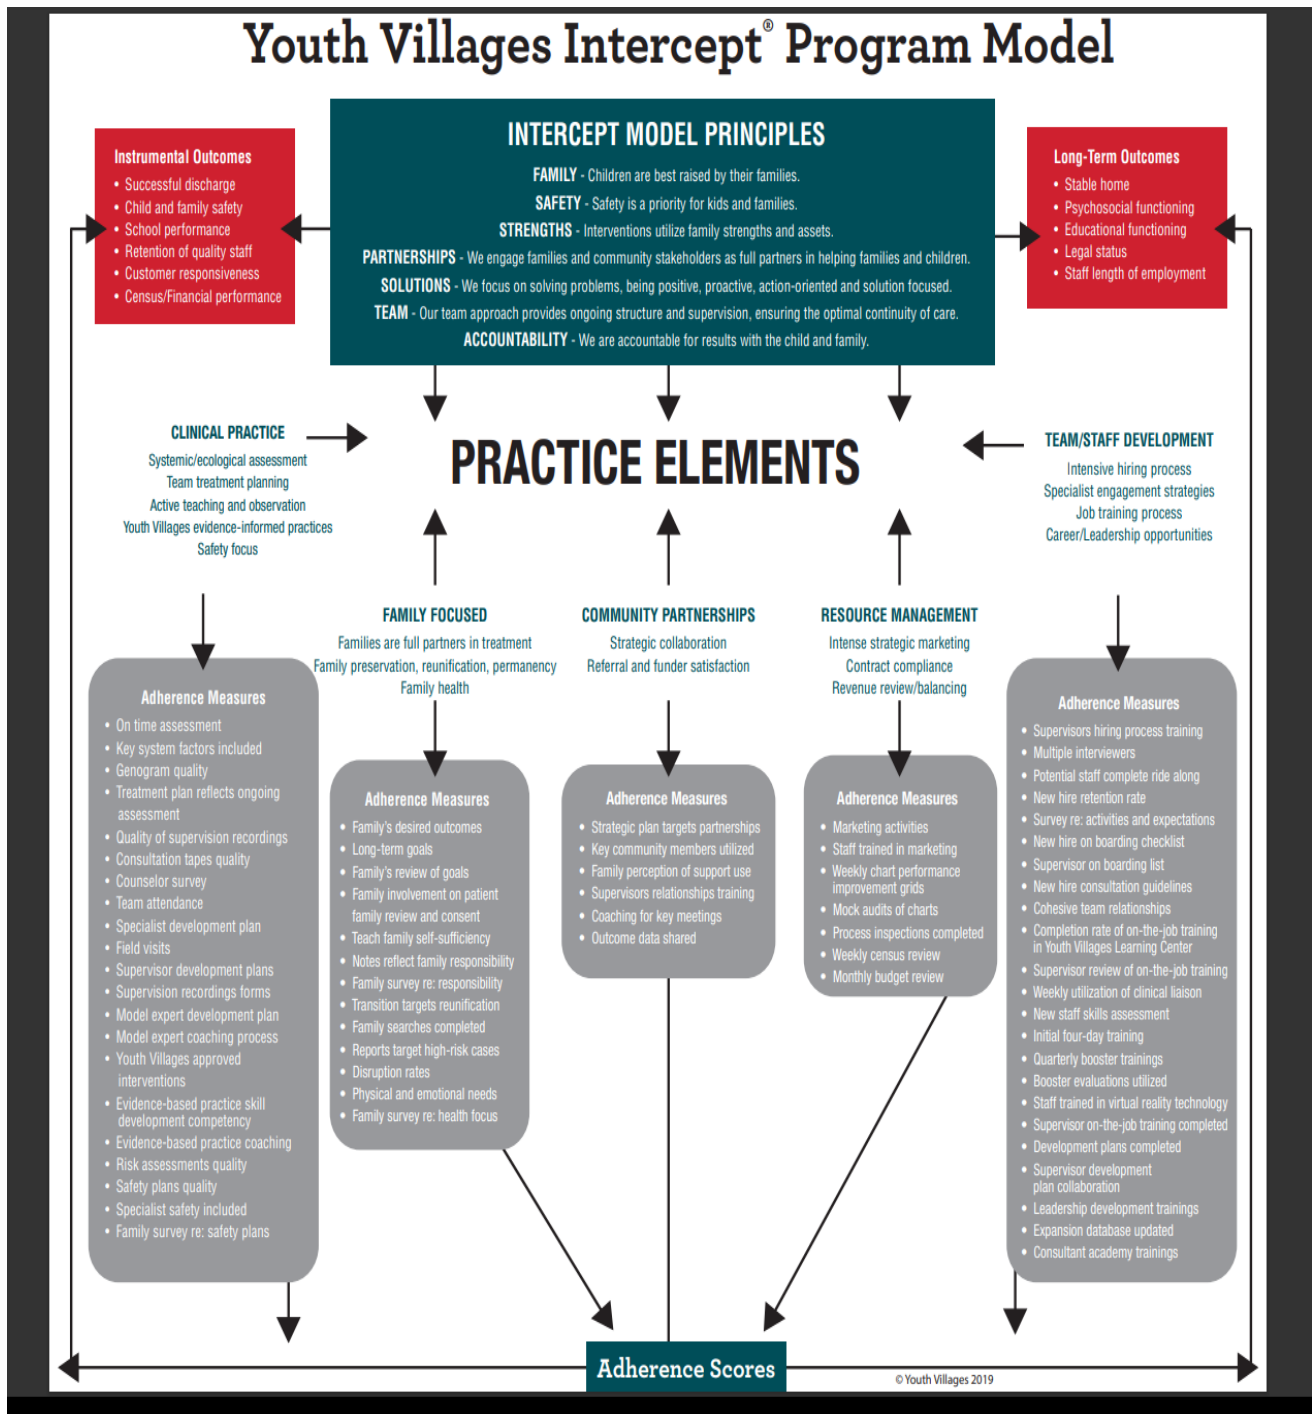 Youth Villages Intercept® Program Model
INTERCEPT MODEL PRINCIPLES
FAMILY - Children are best raised by their families.
SAFETY - Safety is a priority for kids and families.
STRENGTHS - Interventions utilize family strengths and assets.
PARTNERSHIPS - We engage families and community stakeholders as full partners in helping families and children.
SOLUTIONS - We focus on solving problems, being positive, proactive, action-oriented and solution focused.
TEAM - Our team approach provides ongoing structure and supervision, ensuring the optimal continuity of care.
ACCOUNTABILITY - We are accountable for results with the child and family.
Instrumental Outcomes
• Successful discharge
• Child and family safety
• School performance
• Retention of quality staff
• Customer responsiveness
• Census/Financial performance
Long-Term Outcomes
• Stable home
• Psychosocial functioning
• Educational functioning
• Legal status
• Staff length of employment
PRACTICE ELEMENTS
CLINICAL PRACTICE
Systemic/ecological assessment
Team treatment planning
Active teaching and observation
Youth Villages evidence-informed practices
Safety focus
TEAM/STAFF DEVELOPMENT
Intensive hiring process
Specialist engagement strategies
Job training process
Career/Leadership opportunities
FAMILY FOCUSED
Families are full partners in treatment
Family preservation, reunification, permanency
Family health
COMMUNITY PARTNERSHIPS
Strategic collaboration
Referral and funder satisfaction
RESOURCE MANAGEMENT
Intense strategic marketing
Contract compliance
Revenue review/balancing
Adherence Measures
• On time assessment
• Key system factors included
• Genogram quality
• Treatment plan reflects ongoing
assessment
• Quality of supervision recordings
• Consultation tapes quality
• Counselor survey
• Team attendance
• Specialist development plan
• Field visits
• Supervisor development plans
• Supervision recordings forms
• Model expert development plan
• Model expert coaching process
• Youth Villages approved
interventions
• Evidence-based practice skill
development competency
• Evidence-based practice coaching
• Risk assessments quality
• Safety plans quality
• Specialist safety included
• Family survey re: safety plans
Adherence Measures
• Family's desired outcomes
• Long-term goals
• Family's review of goals
• Family involvement on patient
family review and consent
• Teach family self-sufficiency
• Notes reflect family responsibility
• Family survey re: responsibility
• Transition targets reunification
• Family searches completed
• Reports target high-risk cases
• Disruption rates
• Physical and emotional needs
• Family survey re: health focus
Adherence Measures
• Strategic plan targets partnerships
• Key community members utilized
• Family perception of support use
• Supervisors relationships training
• Coaching for key meetings
• Outcome data shared
Adherence Measures
• Marketing activities
• Staff trained in marketing
• Weekly chart performance
improvement grids
• Mock audits of charts
• Process inspections completed
• Weekly census review
• Monthly budget review
Adherence Measures
• Supervisors hiring process training
• Multiple interviewers
• Potential staff complete ride along
• New hire retention rate
• Survey re: activities and expectations
• New hire on boarding checklist
• Supervisor on boarding list
• New hire consultation guidelines
• Cohesive team relationships
• Completion rate of on-the-job training
in Youth Villages Learning Center
• Supervisor review of on-the-job training
• Weekly utilization of clinical liaison
• New staff skills assessment
• Initial four-day training
• Quarterly booster trainings
• Booster evaluations utilized
• Staff trained in virtual reality technology
• Supervisor on-the-job training completed
• Development plans completed
• Supervisor development
plan collaboration
• Leadership development trainings
• Expansion database updated
• Consultant academy trainings
Adherence Scores
© Youth Villages 2019